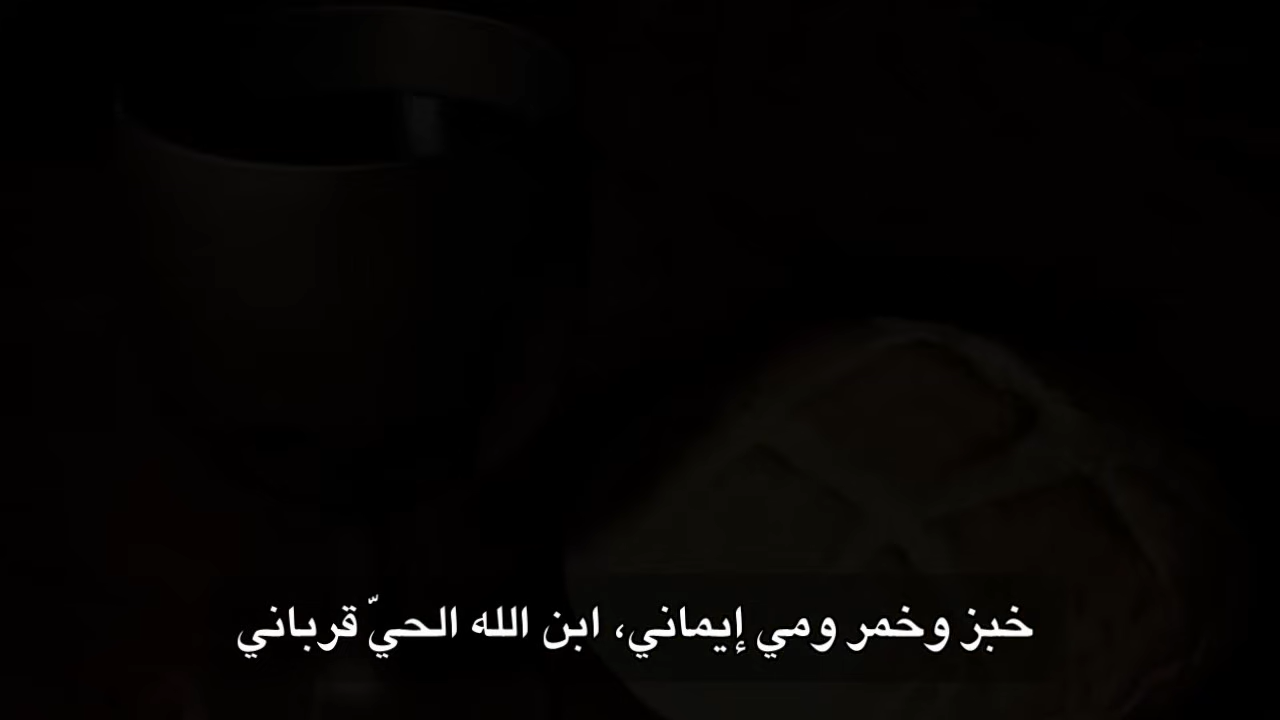 خبز وخمر ومي إيماني، ابن الله الحيّ قرباني